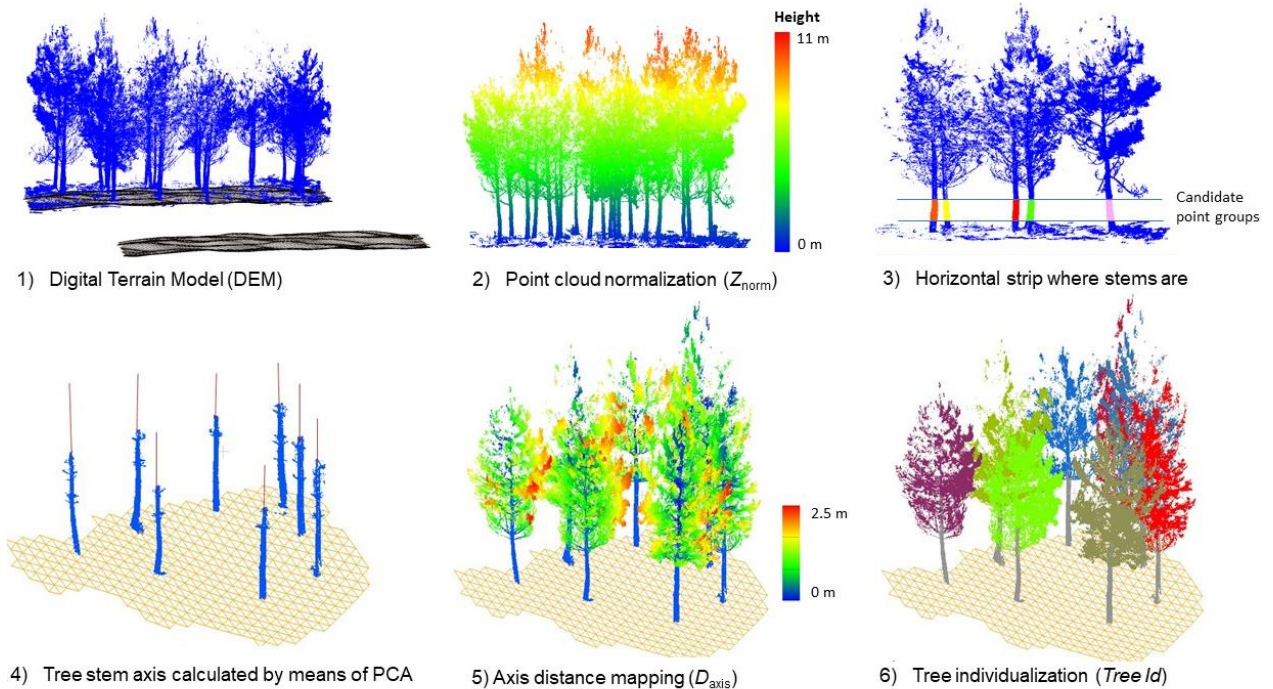 Height
11 m
0 m
Candidate
point groups
1) Digital Terrain Model (DEM)
2) Point cloud normalization (Znorm)
3) Horizontal strip where stems are
2.5 m
0 m
4) Tree stem axis calculated by means of PCA
5) Axis distance mapping (Daxis)
6) Tree individualization (Tree Id)